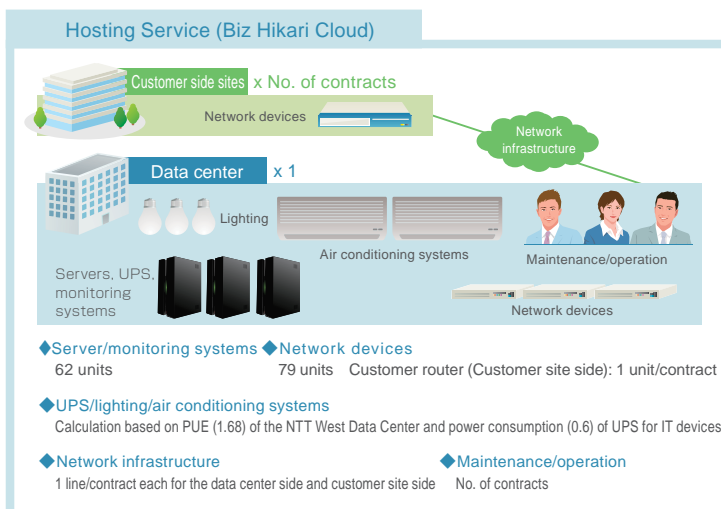 Hosting Service (Biz Hikari Cloud)
Customer side sites x No. of contracts
Network devices
Network
infrastructure
Data center x 1
Lighting
Air conditioning systems
Maintenance/operation
Servers, UPS,
monitoring
systems
Network devices
◆Server/monitoring systems ◆Network devices
62 units 79 units Customer router (Customer site side): 1 unit/contract
◆UPS/lighting/air conditioning systems
Calculation based on PUE (1.68) of the NTT West Data Center and power consumption (0.6) of UPS for IT devices
◆Network infrastructure ◆Maintenance/operation
1 line/contract each for the data center side and customer site side No. of contracts